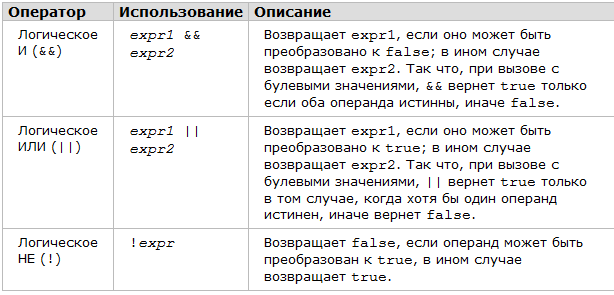 Оператор Использование Описание
Логическое И (&&)
expr1 && expr2
Возвращает expr1, если оно может быть
преобразовано к false; в ином случае
возвращает expr2. Так что, при вызове с
булевыми значениями, && вернет true только
если оба операнда истинны, иначе false.
Логическое ИЛИ (||)
expr1 || expr2
Возвращает expr1, если оно может быть
преобразовано к true; в ином случае
возвращает expr2. Так что, при вызове с
булевыми значениями, || вернет true только
в том случае, когда хотя бы один операнд
истинен, иначе вернет false.
Логическое НЕ (!)
!expr
Возвращает false, если операнд может быть
преобразован к true, в ином случае
возвращает true.